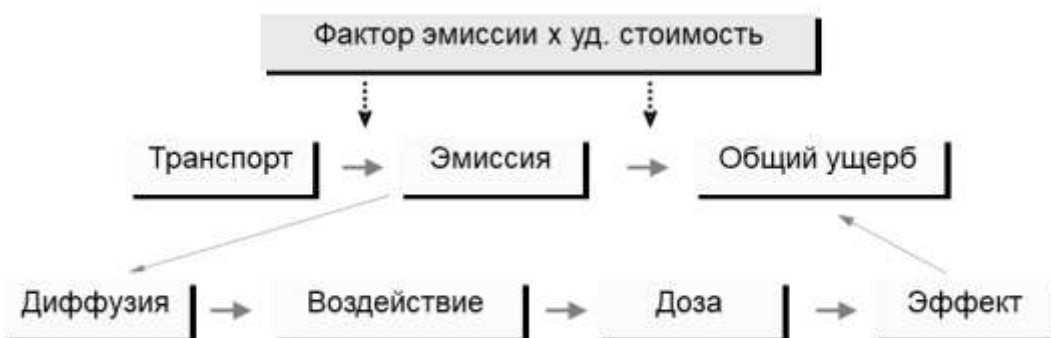 Фактор эмиссии х уд. стоимость
Транспорт
Эмиссия
Общий ущерб
Диффузия
Воздействие
Доза
Эффект